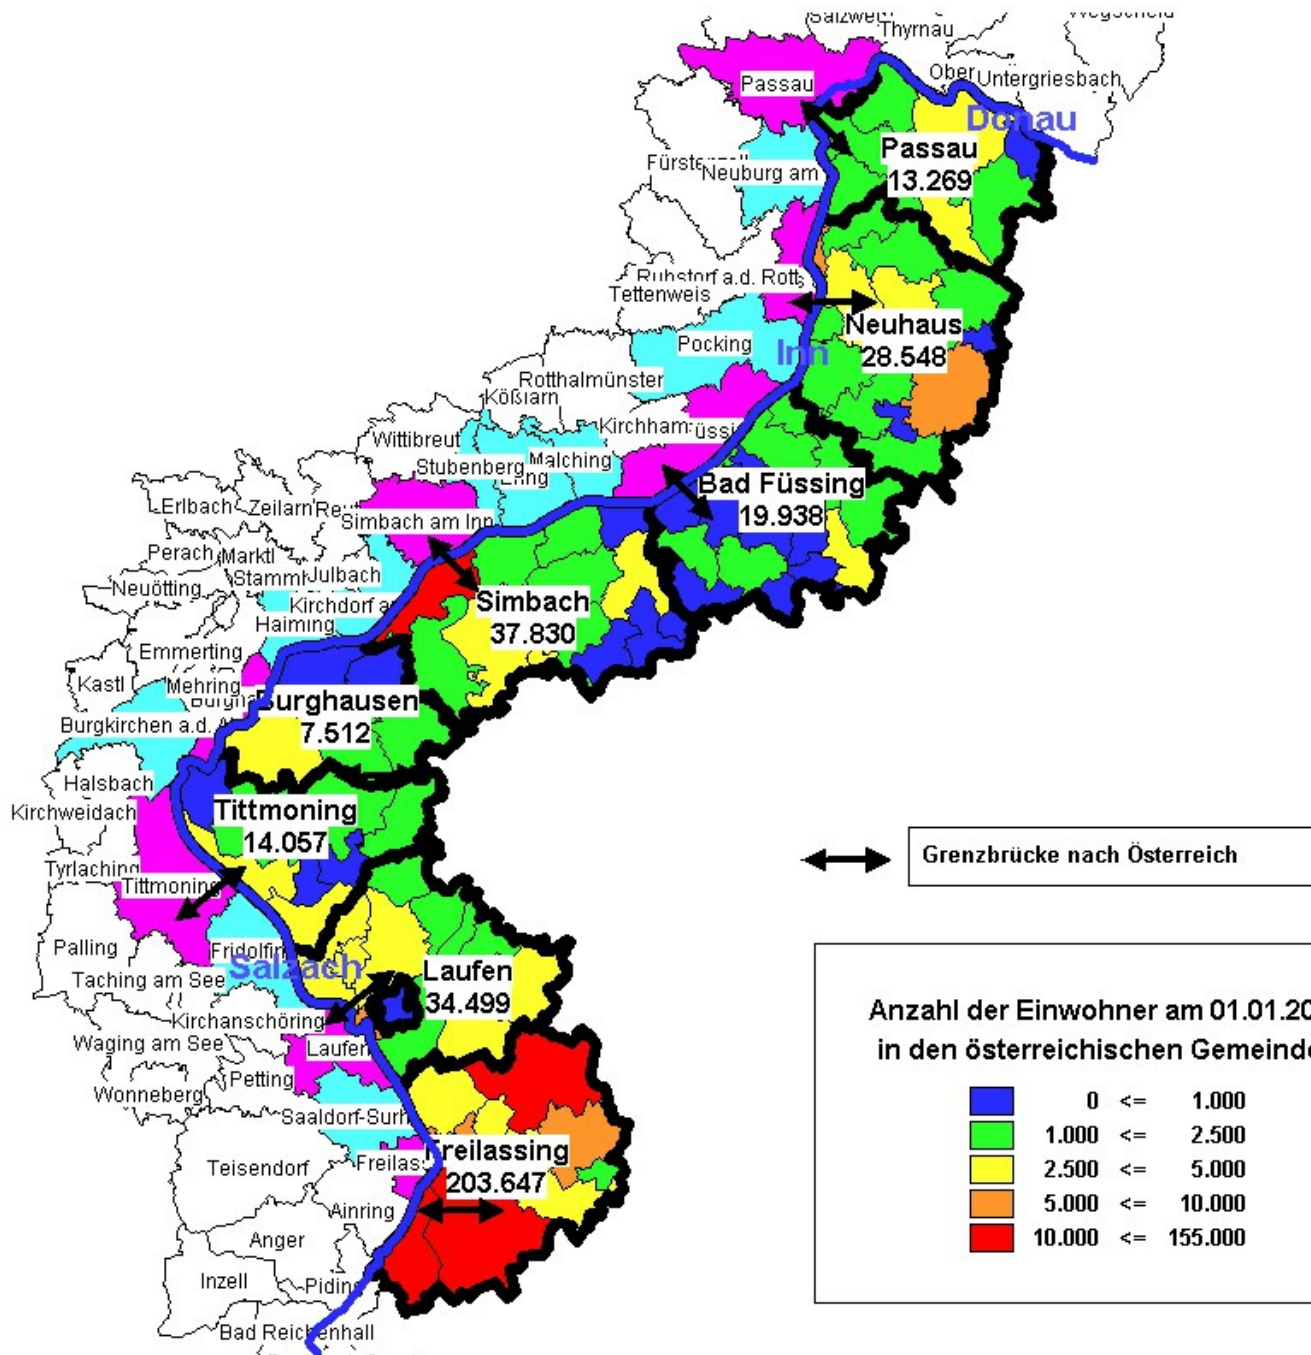 Salzweg
Wegscheid
Thyrnau
Passau
Ober
Untergriesbach
Donau
Passau
13.269
Neuburg am
Ruhstorf a.d. Rott
Tettenweis
Neuhaus
28.548
Pocking
Inn
Rotthalmünster
Kößlarn
Kirchham
Wittibreut
Stubenberg
Malching
Bad Füssing
19.938
Erlbach
Zeilarn
Reut
Simbach am Inn
Perach
Marktl
Stammh
Julbach
Neuötting
Simbach
37.830
Kirchdorf a
Haiming
Emmerting
Kastl
Mehring
Burghausen
7.512
Burgkirchen a.d. A
Halsbach
Kirchweidach
Tittmoning
14.057
Grenzbrücke nach Österreich
Tyrlaching
Tittmoning
Palling
Fridolfin
Taching am See
Salzach
Laufen
34.499
Kirchanschöring
Waging am See
Laufen
Petting
Wonneberg
Saaldorf-Surh
Freilassing
203.647
Freilass
Teisendorf
Ainring
Anger
Inzell
Piding
Bad Reichenhall
Anzahl der Einwohner am 01.01.20
in den österreichischen Gemeinde
0 <= 1.000
1.000 <= 2.500
2.500 <= 5.000
5.000 <= 10.000
10.000 <= 155.000